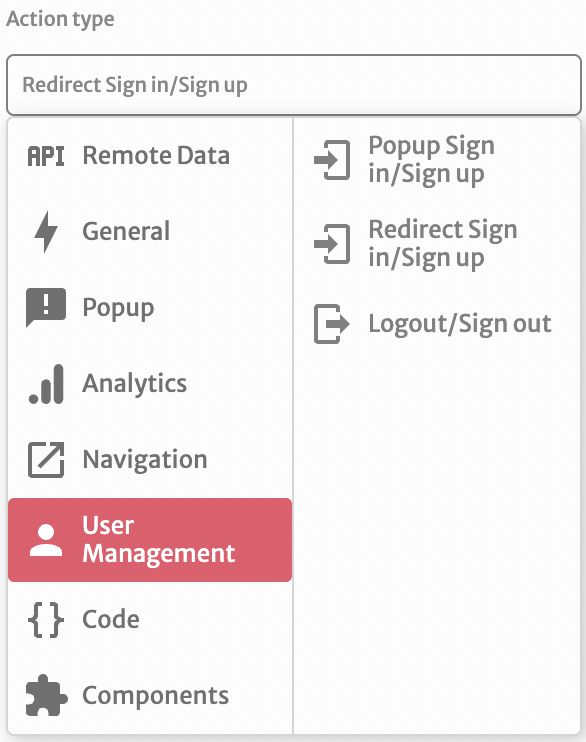 Action type
Redirect Sign in/Sign up
API Remote Data
General
Popup
Analytics
Navigation
User
Management
{} Code
Components
Popup Sign
in/Sign up
Redirect Sign
in/Sign up
Logout/Sign out